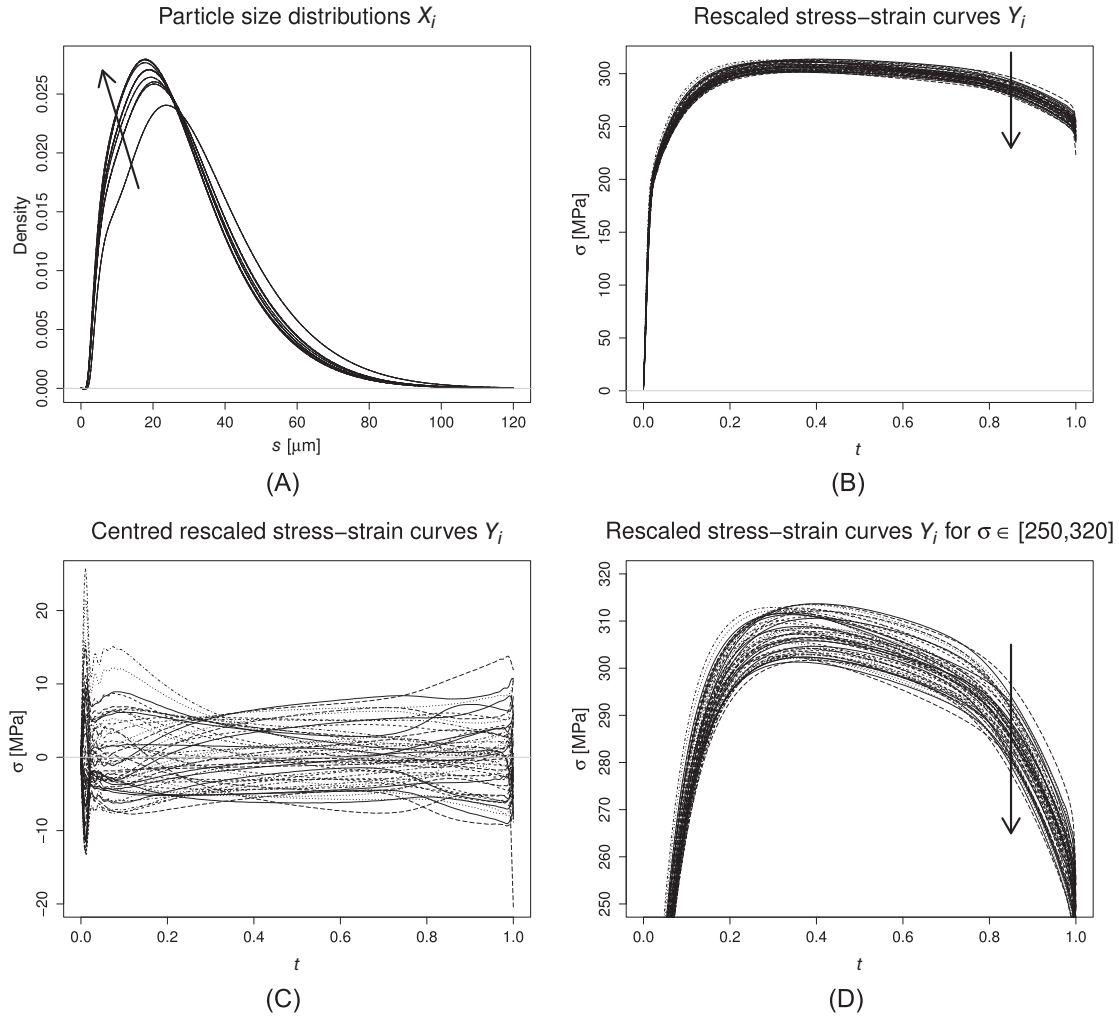 Particle size distributions Xi
Density
0.000 0.005 0.010 0.015 0.020 0.025
0 20 40 60 80 100 120
s [μm]
(A)
Rescaled stress−strain curves Yi
σ [MPa]
0 50 100 150 200 250 300
0.0 0.2 0.4 0.6 0.8 1.0
t
(B)
Centred rescaled stress−strain curves Yi
σ [MPa]
−20 −10 0 10 20
0.0 0.2 0.4 0.6 0.8 1.0
t
(C)
Rescaled stress−strain curves Yi for σ ∈ [250,320]
σ [MPa]
250 260 270 280 290 300 310 320
0.0 0.2 0.4 0.6 0.8 1.0
t
(D)